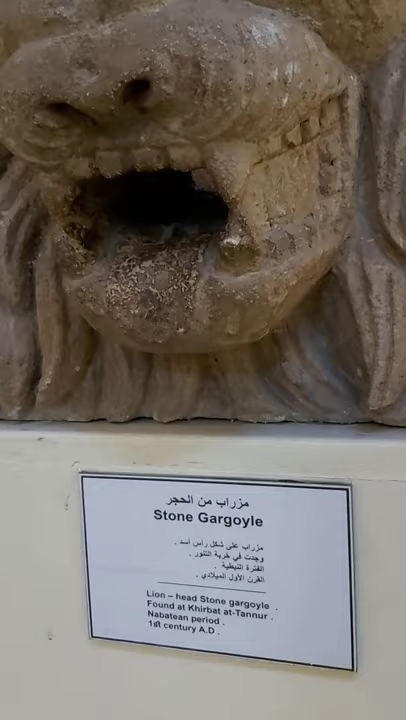 مزراب من الحجر
Stone Gargoyle
مزراب على شكل راس أسد .
وجدت في خربة التنور .
الفترة النبطية .
القرن الأول الميلادي .
Lion – head Stone gargoyle .
Found at Khirbat at-Tannur .
Nabatean period .
1st century A.D .